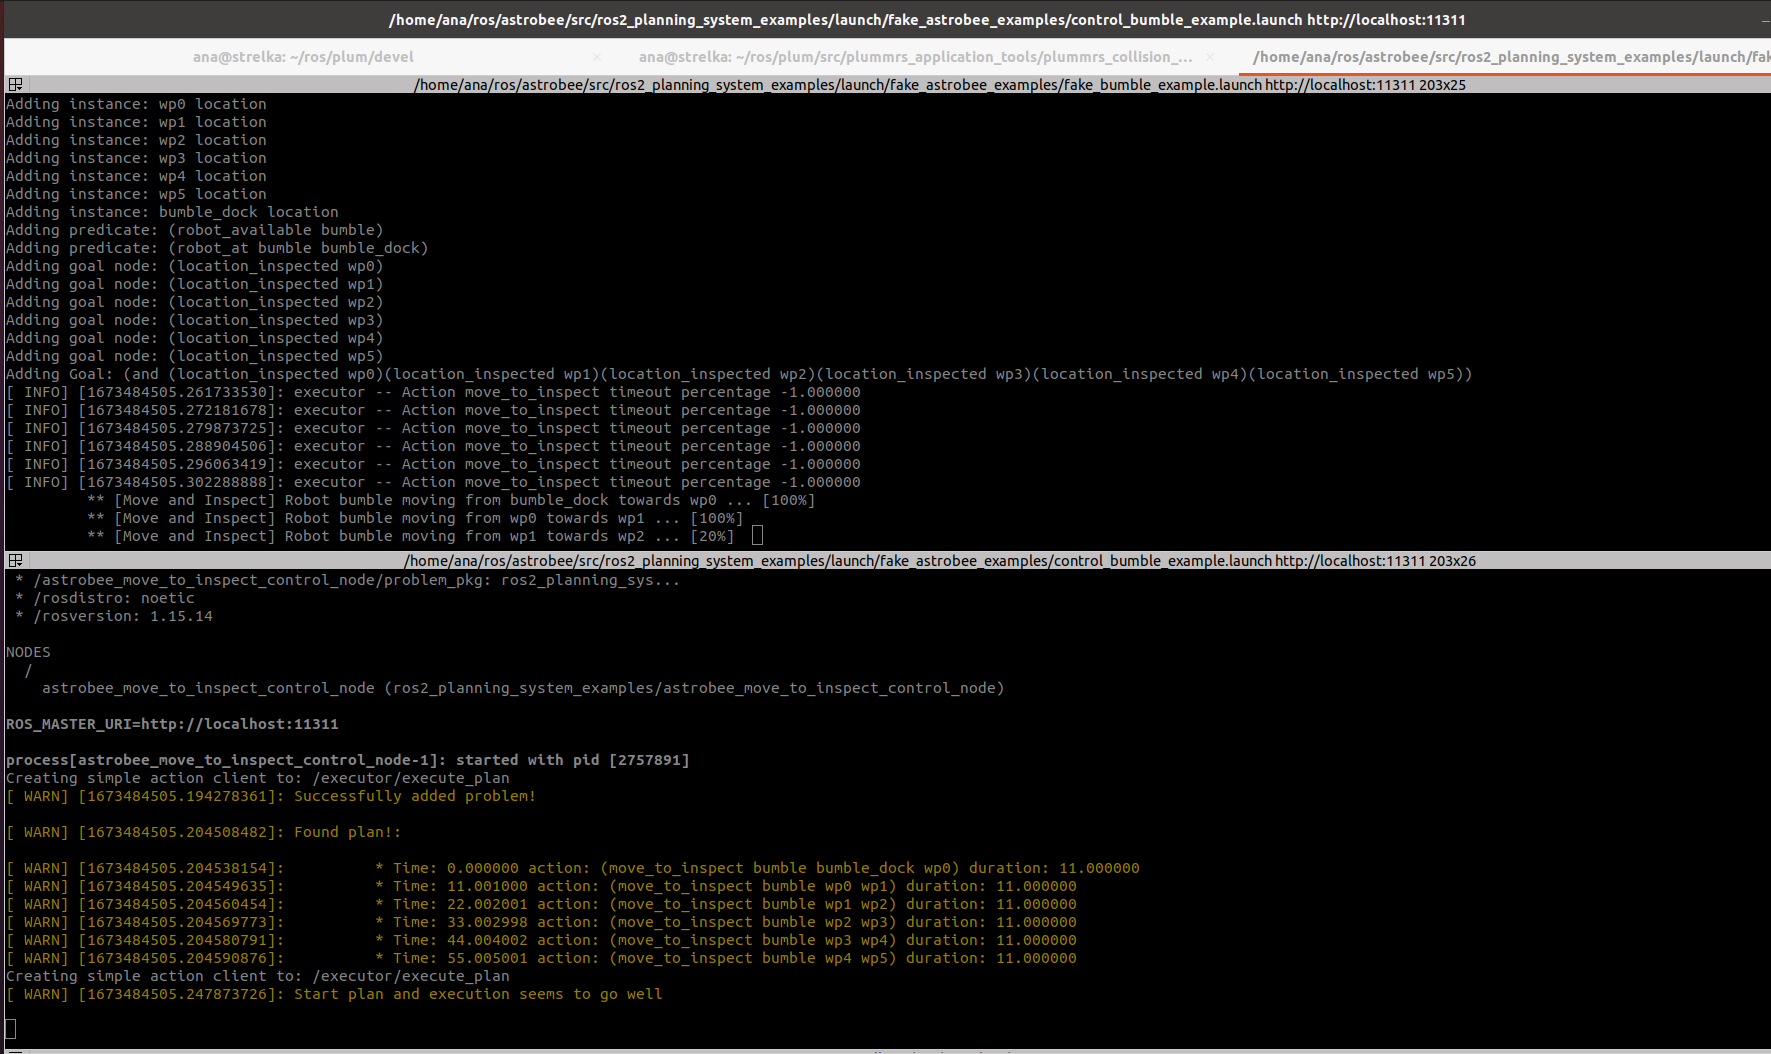 /home/ana/ros/astrobee/src/ros2_planning_system_examples/launch/fake_astrobee_examples/control_bumble_example.launch http://localhost:11311
ana@strelka: ~/ros/plum/devel × ana@strelka: ~/ros/plum/src/plummrs_application_tools/plummrs_collision_... × /home/ana/ros/astrobee/src/ros2_planning_system_examples/launch/fak
/home/ana/ros/astrobee/src/ros2_planning_system_examples/launch/fake_astrobee_examples/fake_bumble_example.launch http://localhost:11311 203x25
Adding instance: wp0 location
Adding instance: wp1 location
Adding instance: wp2 location
Adding instance: wp3 location
Adding instance: wp4 location
Adding instance: wp5 location
Adding instance: bumble_dock location
Adding predicate: (robot_available bumble)
Adding predicate: (robot_at bumble bumble_dock)
Adding goal node: (location_inspected wp0)
Adding goal node: (location_inspected wp1)
Adding goal node: (location_inspected wp2)
Adding goal node: (location_inspected wp3)
Adding goal node: (location_inspected wp4)
Adding goal node: (location_inspected wp5)
Adding Goal: (and (location_inspected wp0)(location_inspected wp1)(location_inspected wp2)(location_inspected wp3)(location_inspected wp4)(location_inspected wp5))
[ INFO] [1673484505.261733530]: executor -- Action move_to_inspect timeout percentage -1.000000
[ INFO] [1673484505.272181678]: executor -- Action move_to_inspect timeout percentage -1.000000
[ INFO] [1673484505.279873725]: executor -- Action move_to_inspect timeout percentage -1.000000
[ INFO] [1673484505.288904506]: executor -- Action move_to_inspect timeout percentage -1.000000
[ INFO] [1673484505.296063419]: executor -- Action move_to_inspect timeout percentage -1.000000
[ INFO] [1673484505.302288888]: executor -- Action move_to_inspect timeout percentage -1.000000
** [Move and Inspect] Robot bumble moving from bumble_dock towards wp0 ... [100%]
** [Move and Inspect] Robot bumble moving from wp0 towards wp1 ... [100%]
** [Move and Inspect] Robot bumble moving from wp1 towards wp2 ... [20%]
/home/ana/ros/astrobee/src/ros2_planning_system_examples/launch/fake_astrobee_examples/control_bumble_example.launch http://localhost:11311 203x26
* /astrobee_move_to_inspect_control_node/problem_pkg: ros2_planning_sys...
* /rosdistro: noetic
* /rosversion: 1.15.14
NODES
/
astrobee_move_to_inspect_control_node (ros2_planning_system_examples/astrobee_move_to_inspect_control_node)
ROS_MASTER_URI=http://localhost:11311
process[astrobee_move_to_inspect_control_node-1]: started with pid [2757891]
Creating simple action client to: /executor/execute_plan
[ WARN] [1673484505.194278361]: Successfully added problem!
[ WARN] [1673484505.204508482]: Found plan!:
[ WARN] [1673484505.204538154]: * Time: 0.000000 action: (move_to_inspect bumble bumble_dock wp0) duration: 11.000000
[ WARN] [1673484505.204549635]: * Time: 11.001000 action: (move_to_inspect bumble wp0 wp1) duration: 11.000000
[ WARN] [1673484505.204560454]: * Time: 22.002001 action: (move_to_inspect bumble wp1 wp2) duration: 11.000000
[ WARN] [1673484505.204569773]: * Time: 33.002998 action: (move_to_inspect bumble wp2 wp3) duration: 11.000000
[ WARN] [1673484505.204580791]: * Time: 44.004002 action: (move_to_inspect bumble wp3 wp4) duration: 11.000000
[ WARN] [1673484505.204590876]: * Time: 55.005001 action: (move_to_inspect bumble wp4 wp5) duration: 11.000000
Creating simple action client to: /executor/execute_plan
[ WARN] [1673484505.247873726]: Start plan and execution seems to go well